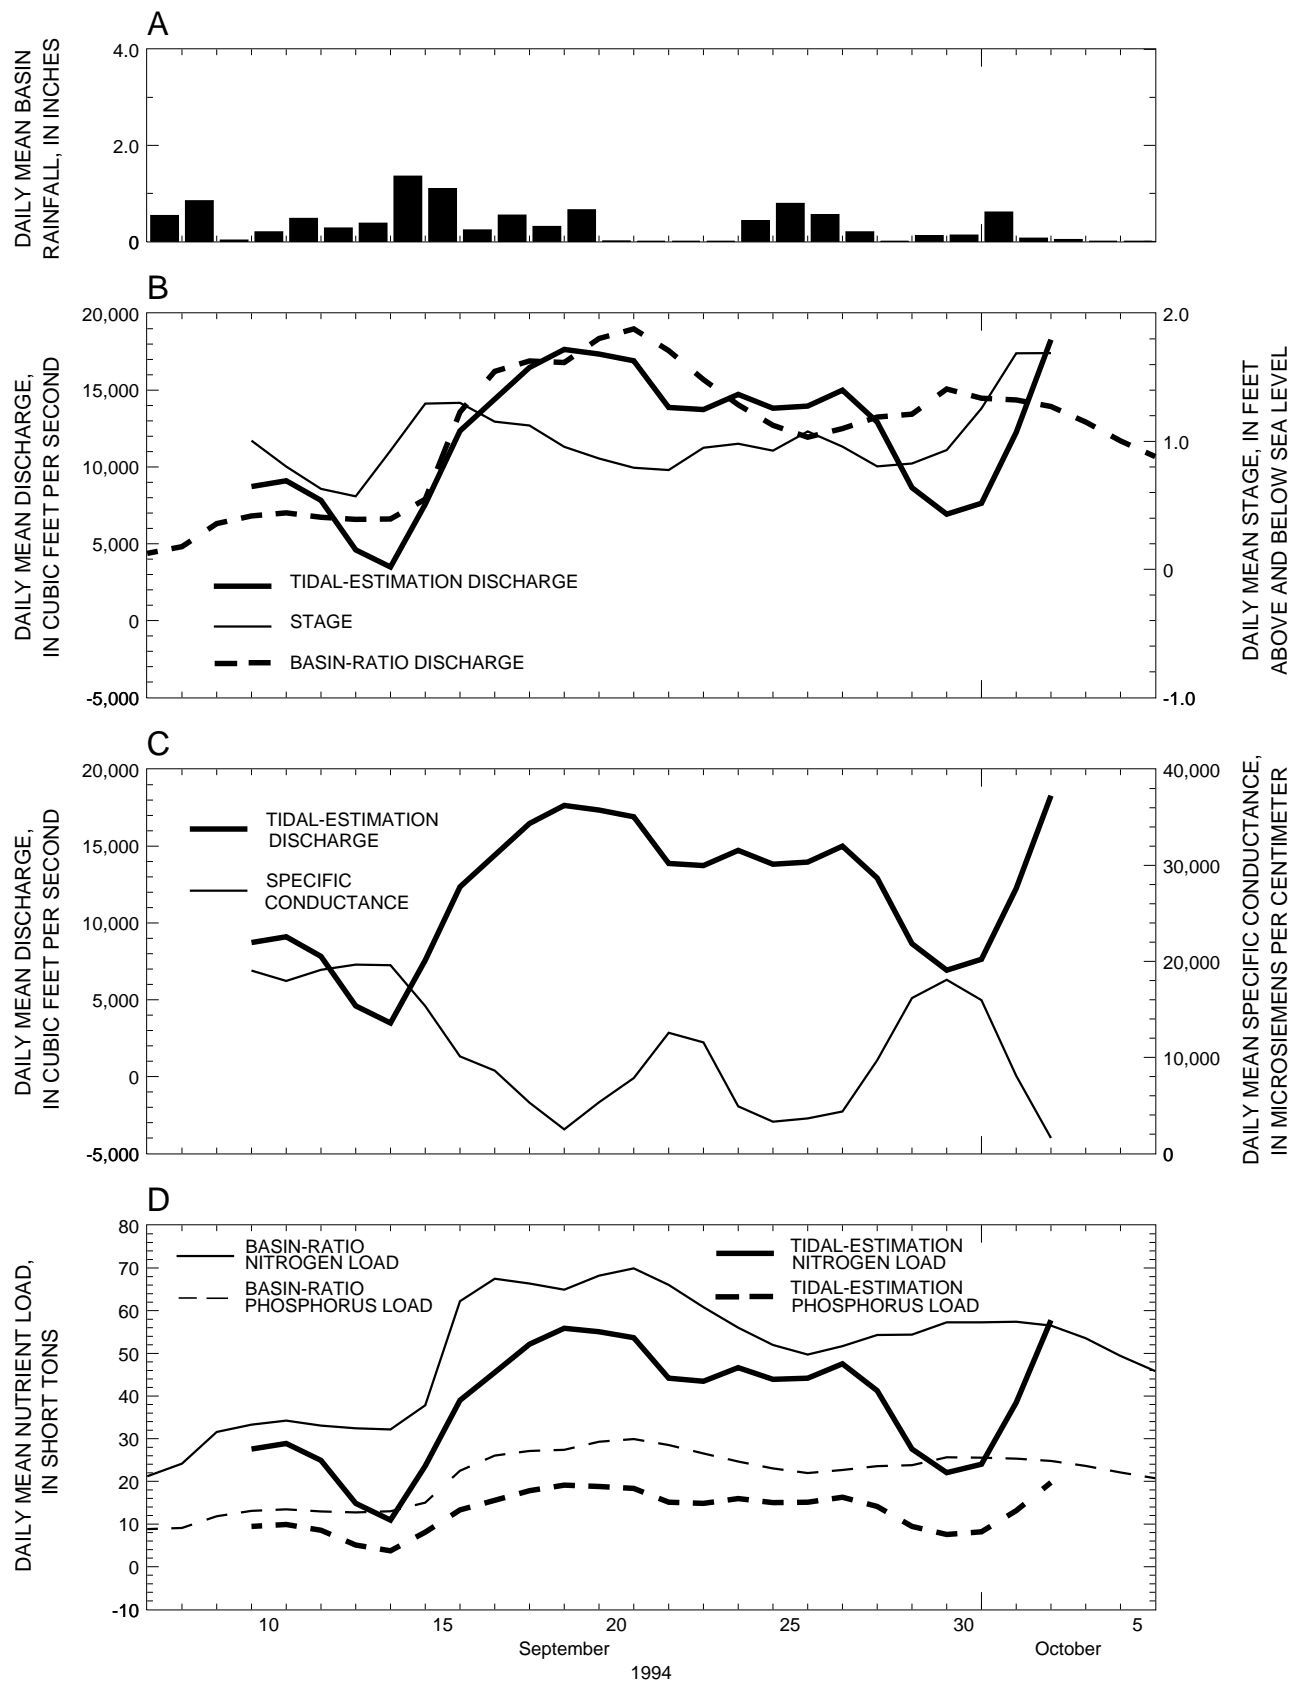 A
DAILY MEAN BASIN
RAINFALL, IN INCHES
4.0
2.0
0
B
DAILY MEAN DISCHARGE,
IN CUBIC FEET PER SECOND
20,000
15,000
10,000
5,000
0
-5,000
TIDAL-ESTIMATION DISCHARGE
STAGE
BASIN-RATIO DISCHARGE
2.0
1.0
0
-1.0
DAILY MEAN STAGE, IN FEET
ABOVE AND BELOW SEA LEVEL
C
DAILY MEAN DISCHARGE,
IN CUBIC FEET PER SECOND
20,000
15,000
10,000
5,000
0
-5,000
TIDAL-ESTIMATION
DISCHARGE
SPECIFIC
CONDUCTANCE
40,000
30,000
20,000
10,000
0
DAILY MEAN SPECIFIC CONDUCTANCE,
IN MICROSIEMENS PER CENTIMETER
D
DAILY MEAN NUTRIENT LOAD,
IN SHORT TONS
80
70
60
50
40
30
20
10
0
-10
BASIN-RATIO
NITROGEN LOAD
BASIN-RATIO
PHOSPHORUS LOAD
TIDAL-ESTIMATION
NITROGEN LOAD
TIDAL-ESTIMATION
PHOSPHORUS LOAD
10 15 20 25 30 5
September October
1994